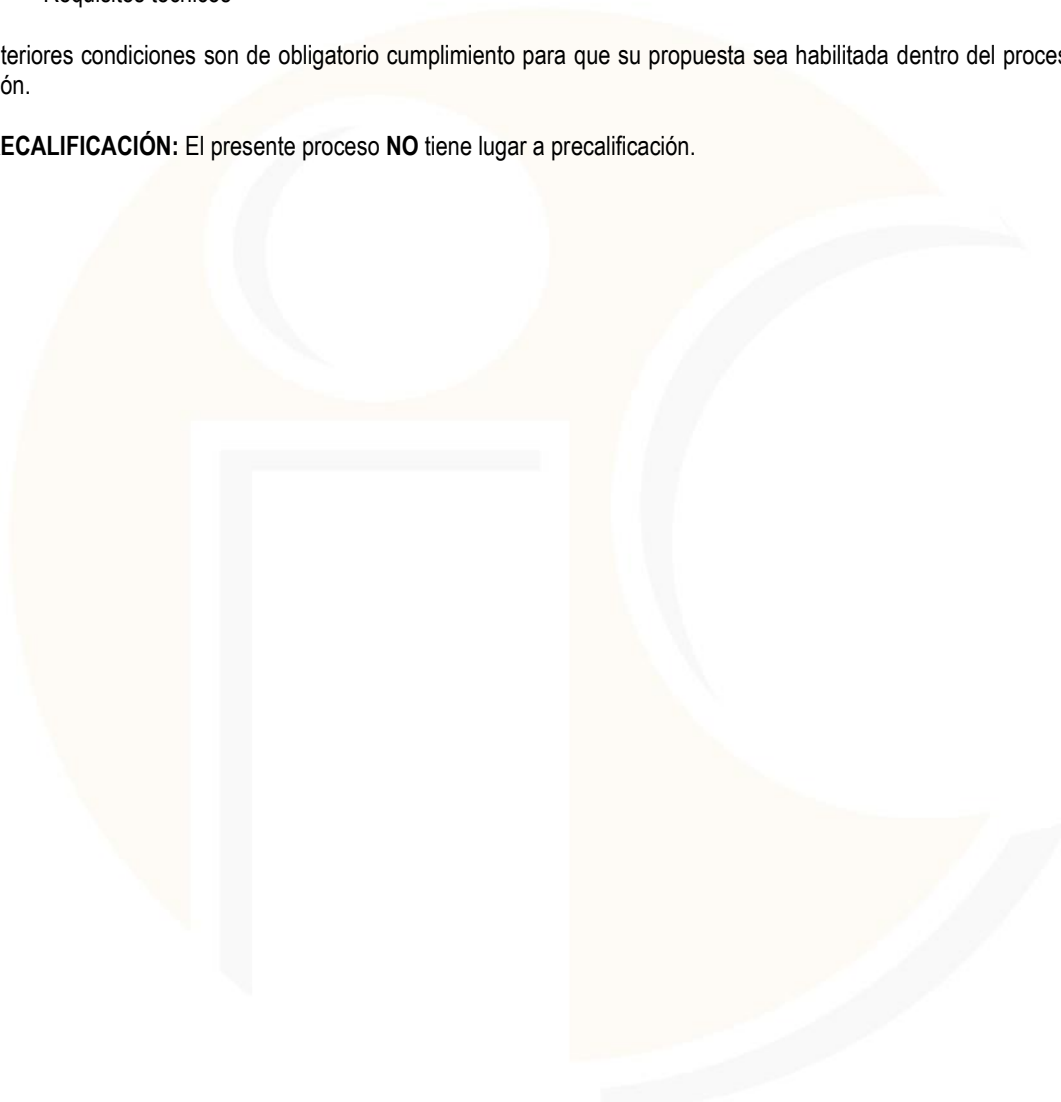 Requisitos técnicos
teriores condiciones son de obligatorio cumplimiento para que su propuesta sea habilitada dentro del proces
ón.
ECALIFICACIÓN: El presente proceso NO tiene lugar a precalificación.